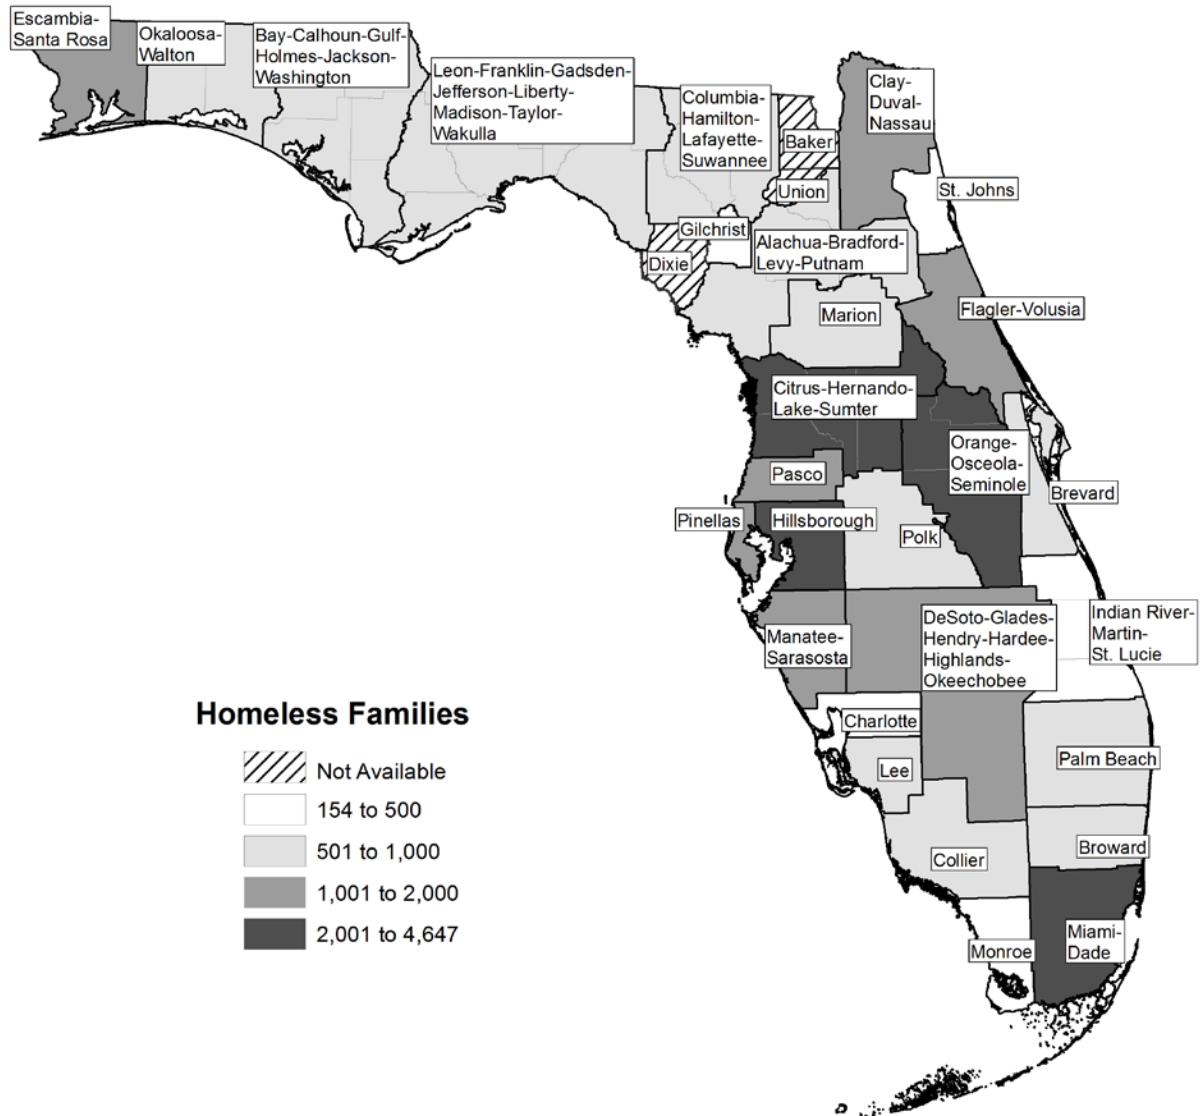 Escambia-
Santa Rosa
Okaloosa-
Walton
Bay-Calhoun-Gulf-
Holmes-Jackson-
Washington
Leon-Franklin-Gadsden-
Jefferson-Liberty-
Madison-Taylor-
Wakulla
Columbia-
Hamilton-
Lafayette-
Suwannee
Clay-
Duval-
Nassau
Baker
Union
St. Johns
Gilchrist
Dixie
Alachua-Bradford-
Levy-Putnam
Marion
Flagler-Volusia
Citrus-Hernando-
Lake-Sumter
Orange-
Osceola-
Seminole
Pasco
Brevard
Pinellas
Hillsborough
Polk
Manatee-
Sarasosta
DeSoto-Glades-
Hendry-Hardee-
Highlands-
Okeechobee
Indian River-
Martin-
St. Lucie
Charlotte
Lee
Palm Beach
Broward
Collier
Monroe
Miami-
Dade
Homeless Families
Not Available
154 to 500
501 to 1,000
1,001 to 2,000
2,001 to 4,647